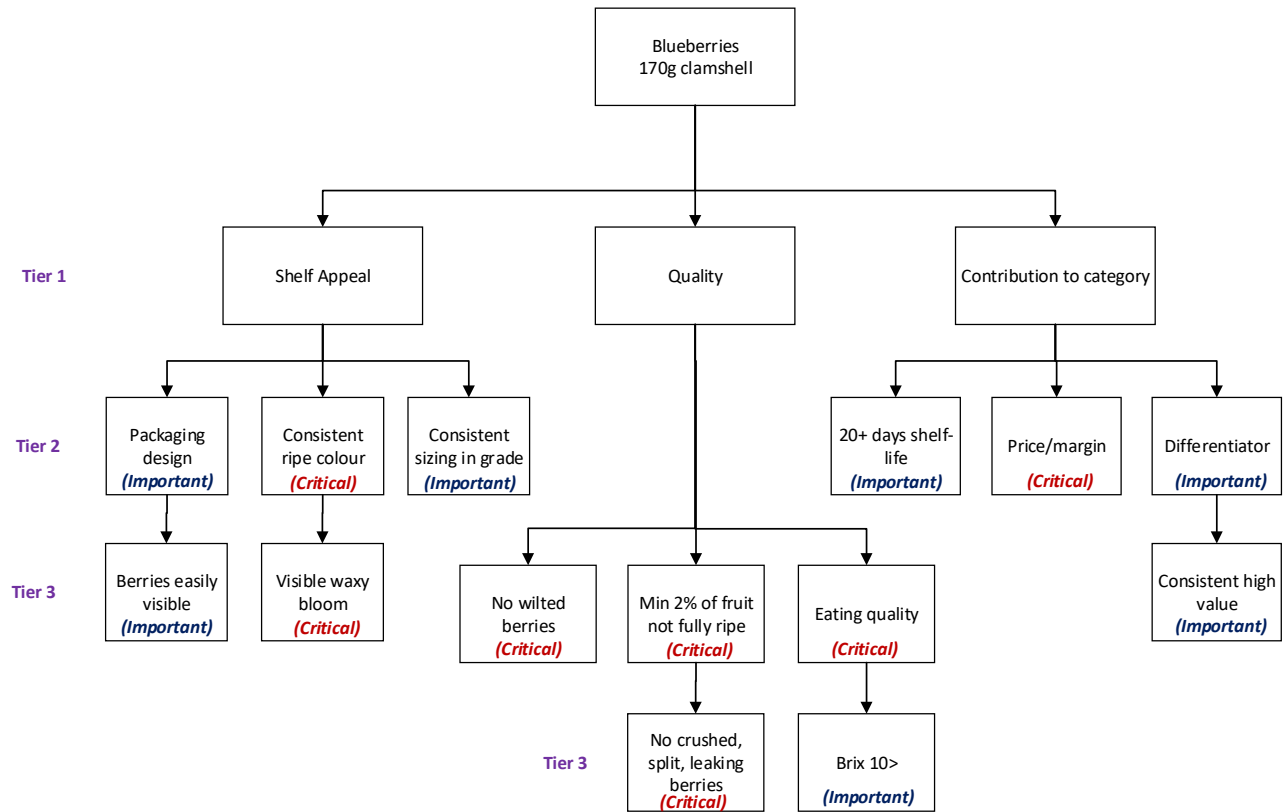 Blueberries
170g clamshell
Tier 1
Shelf Appeal
Quality
Contribution to category
Tier 2
Packaging
design
(Important)
Consistent
ripe colour
(Critical)
Consistent
sizing in grade
(Important)
20+ days shelf-
life
(Important)
Price/margin
(Critical)
Differentiator
(Important)
Tier 3
Berries easily
visible
(Important)
Visible waxy
bloom
(Critical)
No wilted
berries
(Critical)
Min 2% of fruit
not fully ripe
(Critical)
Eating quality
(Critical)
Consistent high
value
(Important)
Tier 3
No crushed,
split, leaking
berries
(Critical)
Brix 10>
(Important)